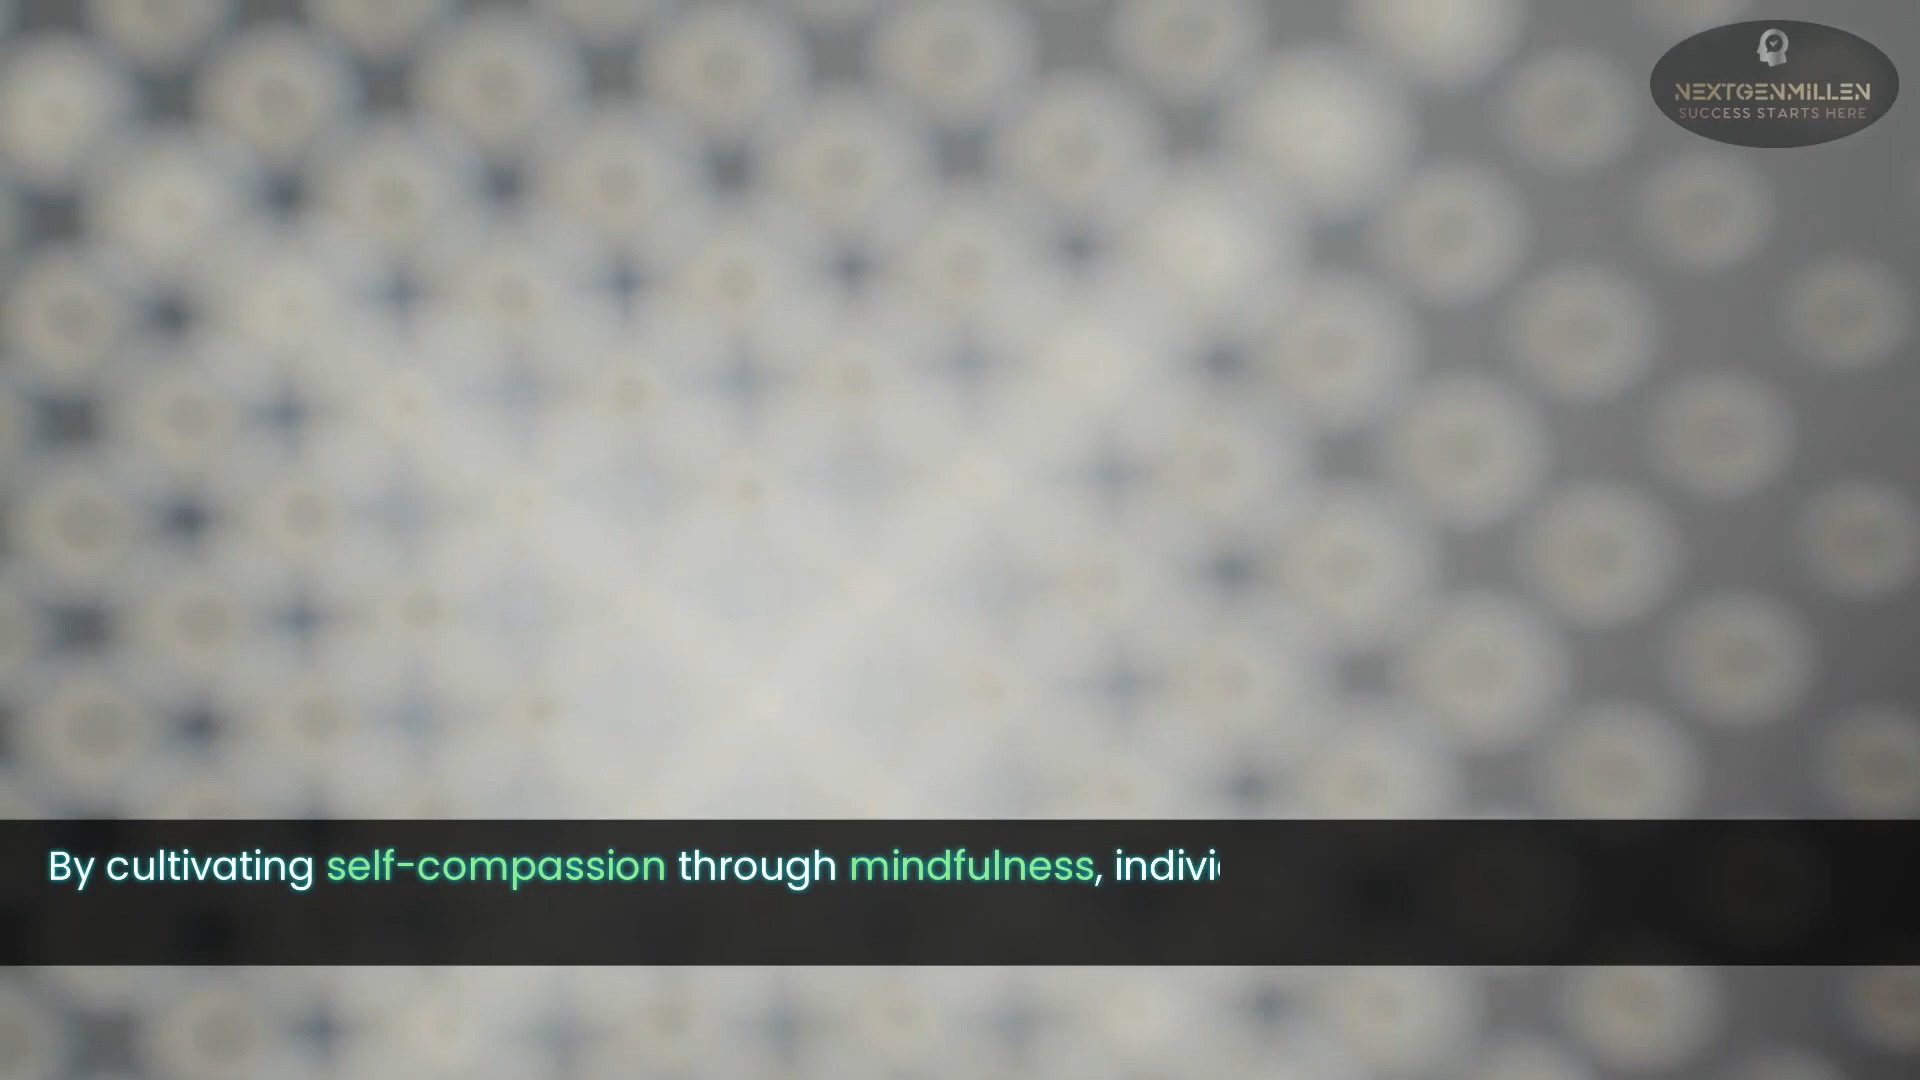 NEXTGENMILLEN
SUCCESS STARTS HERE
By cultivating self-compassion through mindfulness,